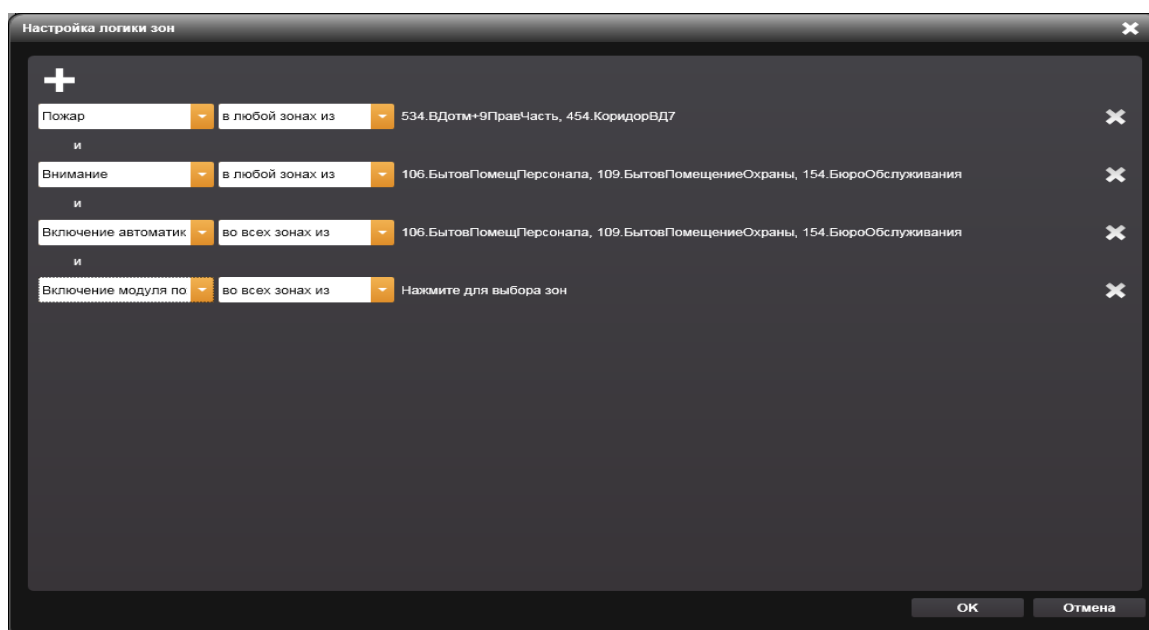 Настройка логики зон
Пожар в любой зонах из 534.ВДотм+9ПравЧасть, 454.КоридорВД7
и
Внимание в любой зонах из 106.БытовПомещПерсонала, 109.БытовПомещениеОхраны, 154.БюроОбслуживания
и
Включение автоматик во всех зонах из 106.БытовПомещПерсонала, 109.БытовПомещениеОхраны, 154.БюроОбслуживания
и
Включение модуля по во всех зонах из Нажмите для выбора зон
OK Отмена